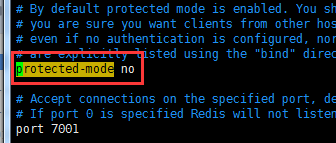 # By default protected mode is enabled. You sh
# you are sure you want clients from other hos
# even if no authentication is configured, nor
# are explicitly listed using the "bind" direc
protected-mode no
# Accept connections on the specified port, de
# If port 0 is specified Redis will not listen
port 7001